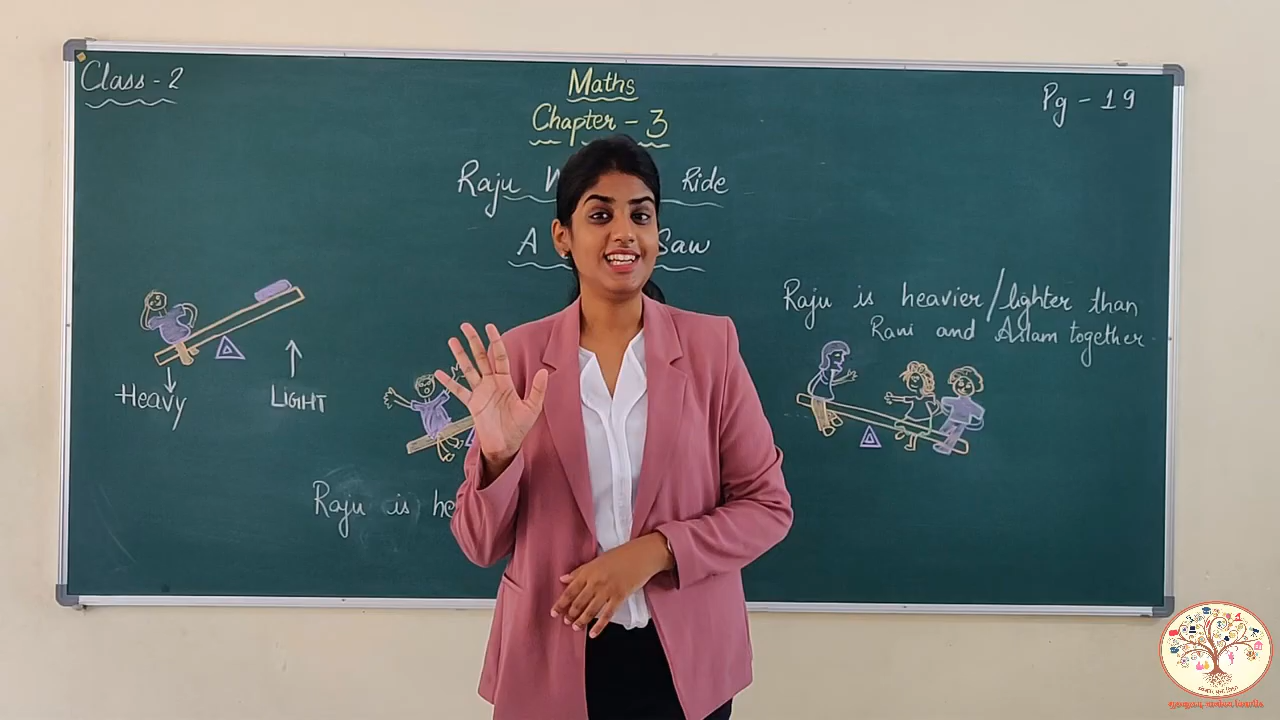 Class - 2
Maths
Pg - 19
Chapter - 3
Raju Ride
A Saw
Raju is heavier/lighter than
Rani and Aslam together
Heavy
LIGHT
Raju is he